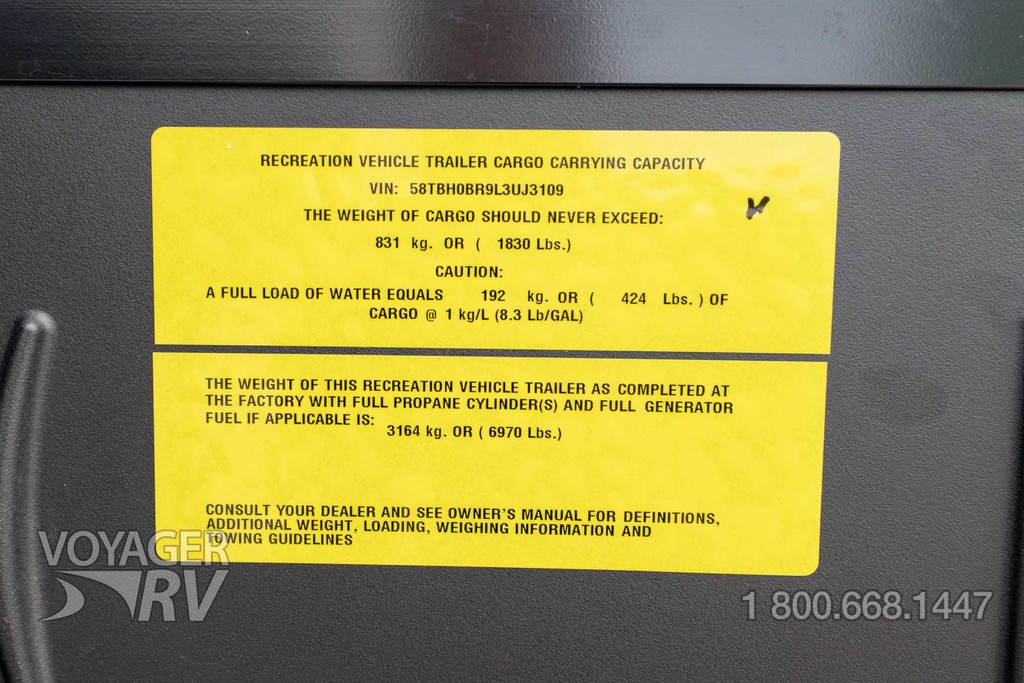 RECREATION VEHICLE TRAILER CARGO CARRYING CAPACITY
VIN: 58TBH0BR9L3UJ3109
THE WEIGHT OF CARGO SHOULD NEVER EXCEED:
831 kg. OR ( 1830 Lbs.)
CAUTION:
A FULL LOAD OF WATER EQUALS 192 kg. OR ( 424 Lbs. ) OF
CARGO @ 1 kg/L (8.3 Lb/GAL)
THE WEIGHT OF THIS RECREATION VEHICLE TRAILER AS COMPLETED AT
THE FACTORY WITH FULL PROPANE CYLINDER(S) AND FULL GENERATOR
FUEL IF APPLICABLE IS:
3164 kg. OR ( 6970 Lbs.)
CONSULT YOUR DEALER AND SEE OWNER'S MANUAL FOR DEFINITIONS,
ADDITIONAL WEIGHT, LOADING, WEIGHING INFORMATION AND
TOWING GUIDELINES
VOYAGER
RV
1 800.668.1447